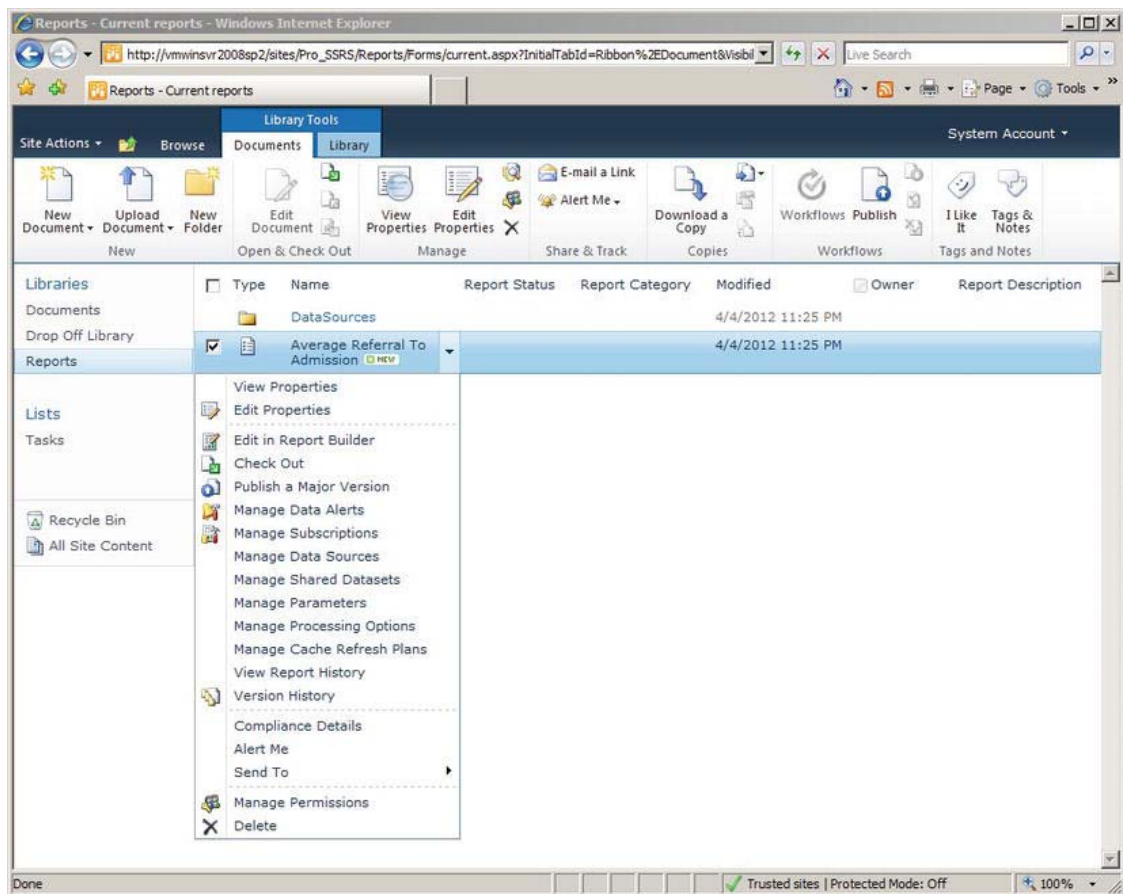 Reports - Current reports - Windows Internet Explorer
http://vmwinsvr2008sp2/sites/Pro_SSRS/Reports/Forms/current.aspx?InitialTabId=Ribbon%2EDocument&Visibil
Live Search
Reports - Current reports
Page Tools »
Library Tools
Site Actions Browse Documents Library
System Account
New Document
Upload Document
New Folder
Edit Document
View Properties
Edit Properties
E-mail a Link
Alert Me
Download a Copy
Workflows Publish
I Like It
Tags & Notes
New Open & Check Out Manage Share & Track Copies Workflows Tags and Notes
Libraries
Documents
Drop Off Library
Reports
Lists
Tasks
Recycle Bin
All Site Content
Type Name Report Status Report Category Modified Owner Report Description
DataSources 4/4/2012 11:25 PM
Average Referral To 4/4/2012 11:25 PM
Admission NEW
View Properties
Edit Properties
Edit in Report Builder
Check Out
Publish a Major Version
Manage Data Alerts
Manage Subscriptions
Manage Data Sources
Manage Shared Datasets
Manage Parameters
Manage Processing Options
Manage Cache Refresh Plans
View Report History
Version History
Compliance Details
Alert Me
Send To
Manage Permissions
Delete
Done Trusted sites | Protected Mode: Off 100%